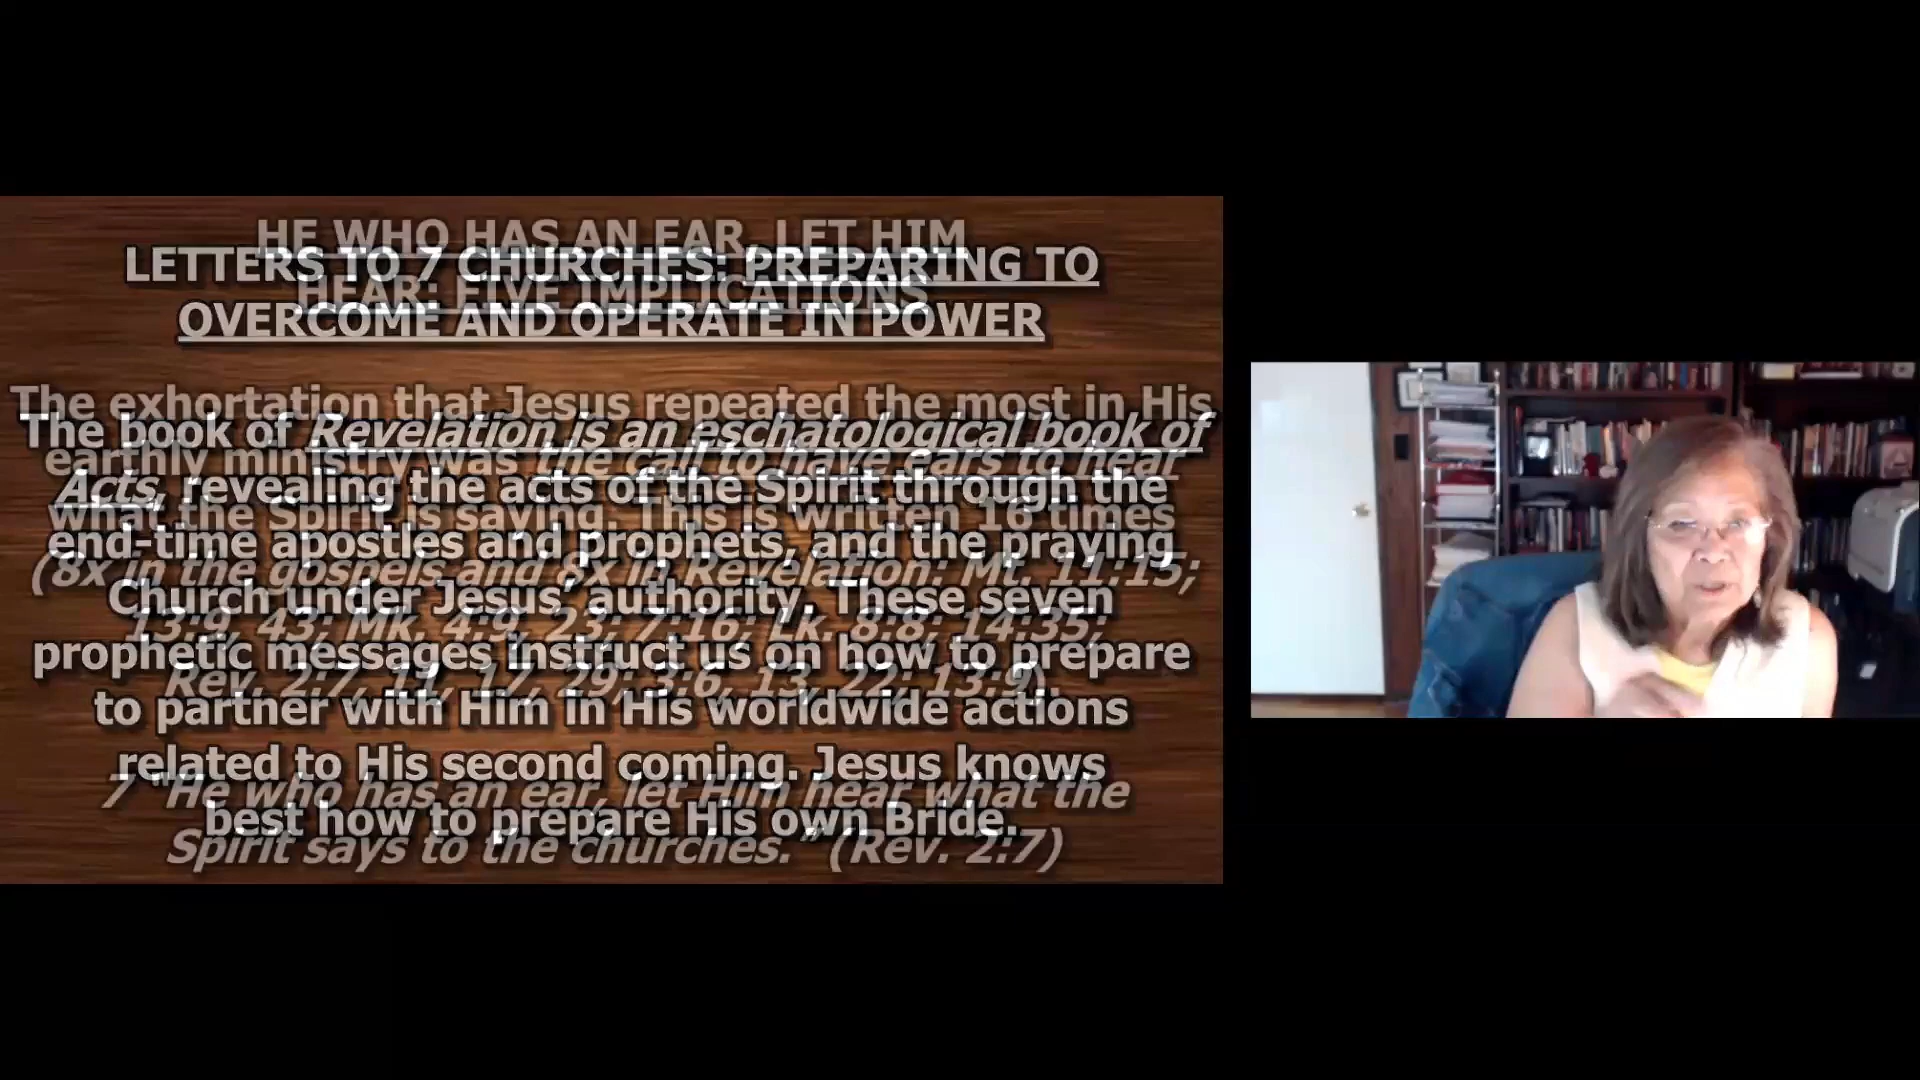 LETTERS TO 7 CHURCHES: PREPARING TO
OVERCOME AND OPERATE IN POWER
The book of Revelation is an eschatological book of
Acts, revealing the acts of the Spirit through the
end-time apostles and prophets, and the praying
Church under Jesus' authority. These seven
prophetic messages instruct us on how to prepare
to partner with Him in His worldwide actions
related to His second coming. Jesus knows
best how to prepare His own Bride.
HE WHO HAS AN EAR, LET HIM
HEAR: FIVE IMPLICATIONS
The exhortation that Jesus repeated the most in His
earthly ministry was the call to have ears to hear
what the Spirit is saying. This is written 16 times
(8x in the gospels and 8x in Revelation: Mt. 11:15;
13:9, 43; Mk. 4:9, 23; 7:16; Lk. 8:8; 14:35;
Rev. 2:7, 11, 17, 29; 3:6, 13, 22; 13:9).
7 "He who has an ear, let Him hear what the
Spirit says to the churches." (Rev. 2:7)